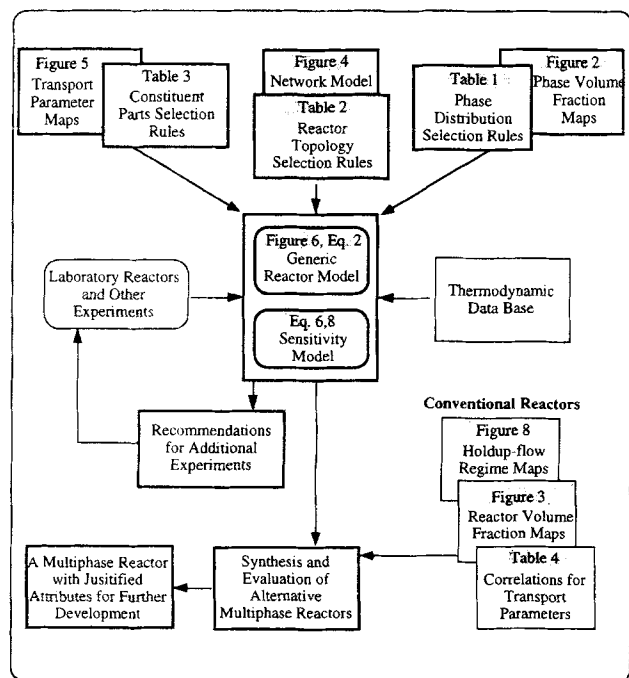 Figure 5
Transport
Parameter
Maps
Table 3
Constituent
Parts Selection
Rules
Figure 4
Network Model
Table 2
Reactor
Topology
Selection Rules
Table 1
Phase
Distribution
Selection Rules
Figure 2
Phase Volume
Fraction
Maps
Figure 6, Eq. 2
Generic
Reactor Model
Eq. 6,8
Sensitivity
Model
Laboratory Reactors
and Other
Experiments
Thermodynamic
Data Base
Recommendations
for Additional
Experiments
Conventional Reactors
Figure 8
Holdup-flow
Regime Maps
Figure 3
Reactor Volume
Fraction Maps
Table 4
Correlations for
Transport
Parameters
Synthesis and
Evaluation of
Alternative
Multiphase Reactors
A Multiphase Reactor
with Jusitified
Attributes for Further
Development